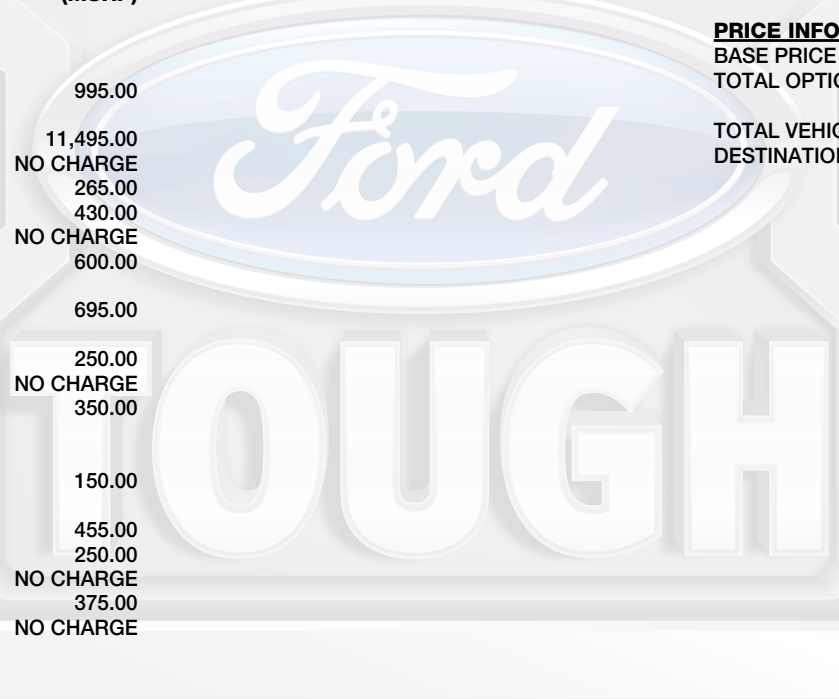 PRICE INFO
BASE PRICE
TOTAL OPTIO
TOTAL VEHIC
DESTINATION
995.00
11,495.00
NO CHARGE
265.00
430.00
NO CHARGE
600.00
695.00
250.00
NO CHARGE
350.00
150.00
455.00
250.00
NO CHARGE
375.00
NO CHARGE
Ford
TOUGH